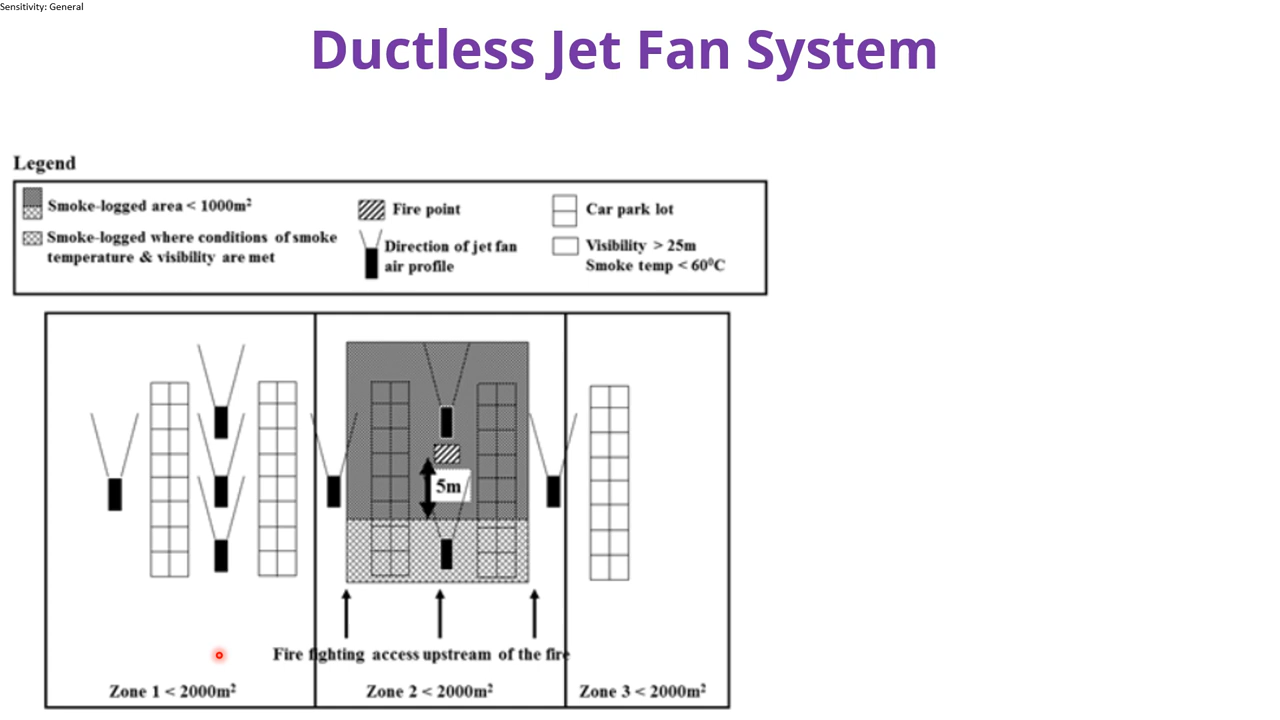 Sensitivity: General
Ductless Jet Fan System
Legend
Smoke-logged area < 1000m²
Smoke-logged where conditions of smoke
temperature & visibility are met
Fire point
Direction of jet fan
air profile
Car park lot
Visibility > 25m
Smoke temp < 60⁰C
5m
Fire fighting access upstream of the fire
Zone 1 < 2000m²
Zone 2 < 2000m²
Zone 3 < 2000m²